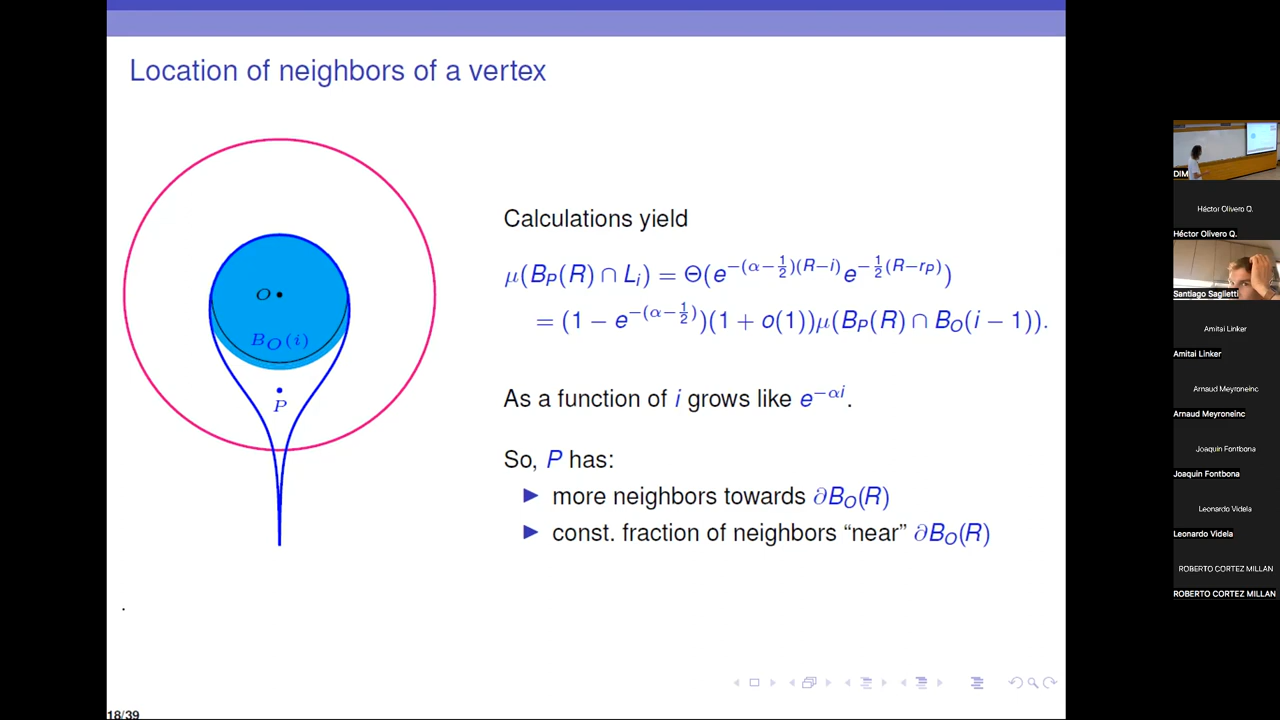 Location of neighbors of a vertex
O
B_O(i)
P
Calculations yield
μ(B_P(R) ∩ L_i) = Θ(e^{−(α−1/2)(R−i)} e^{−1/2(R−r_P)})
= (1 − e^{−(α−1/2)})(1 + o(1))μ(B_P(R) ∩ B_O(i − 1)).
As a function of i grows like e^{−αi}.
So, P has:
▶ more neighbors towards ∂B_O(R)
▶ const. fraction of neighbors “near” ∂B_O(R)
18/39
DIM
Héctor Olivero Q.
Héctor Olivero Q.
Santiago Saglietti
Amitai Linker
Amitai Linker
Arnaud Meyroneinc
Arnaud Meyroneinc
Joaquin Fontbona
Joaquin Fontbona
Leonardo Videla
Leonardo Videla
ROBERTO CORTEZ MILLAN
ROBERTO CORTEZ MILLAN